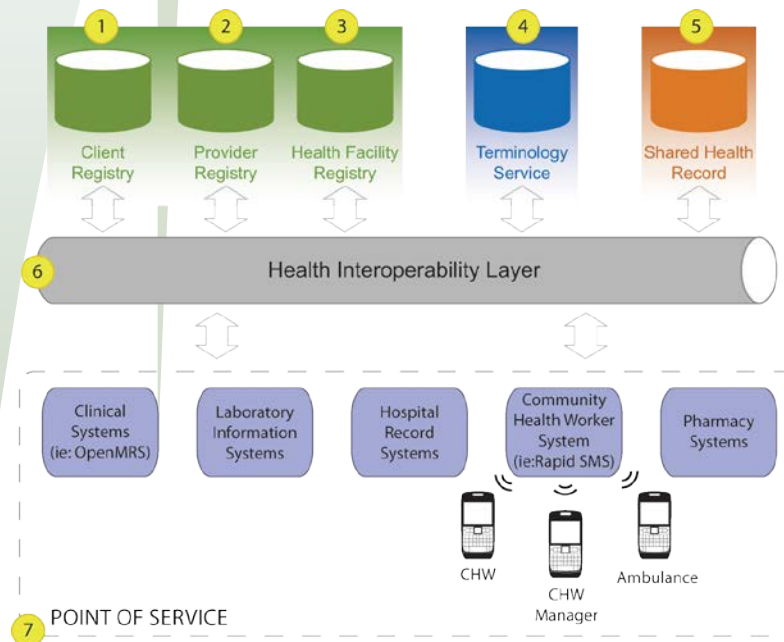 1
2
3
4
5
Client
Registry
Provider
Registry
Health Facility
Registry
Terminology
Service
Shared Health
Record
6
Health Interoperability Layer
Clinical
Systems
(ie: OpenMRS)
Laboratory
Information
Systems
Hospital
Record
Systems
Community
Health Worker
System
(ie:Rapid SMS)
Pharmacy
Systems
CHW
CHW
Manager
Ambulance
7
POINT OF SERVICE